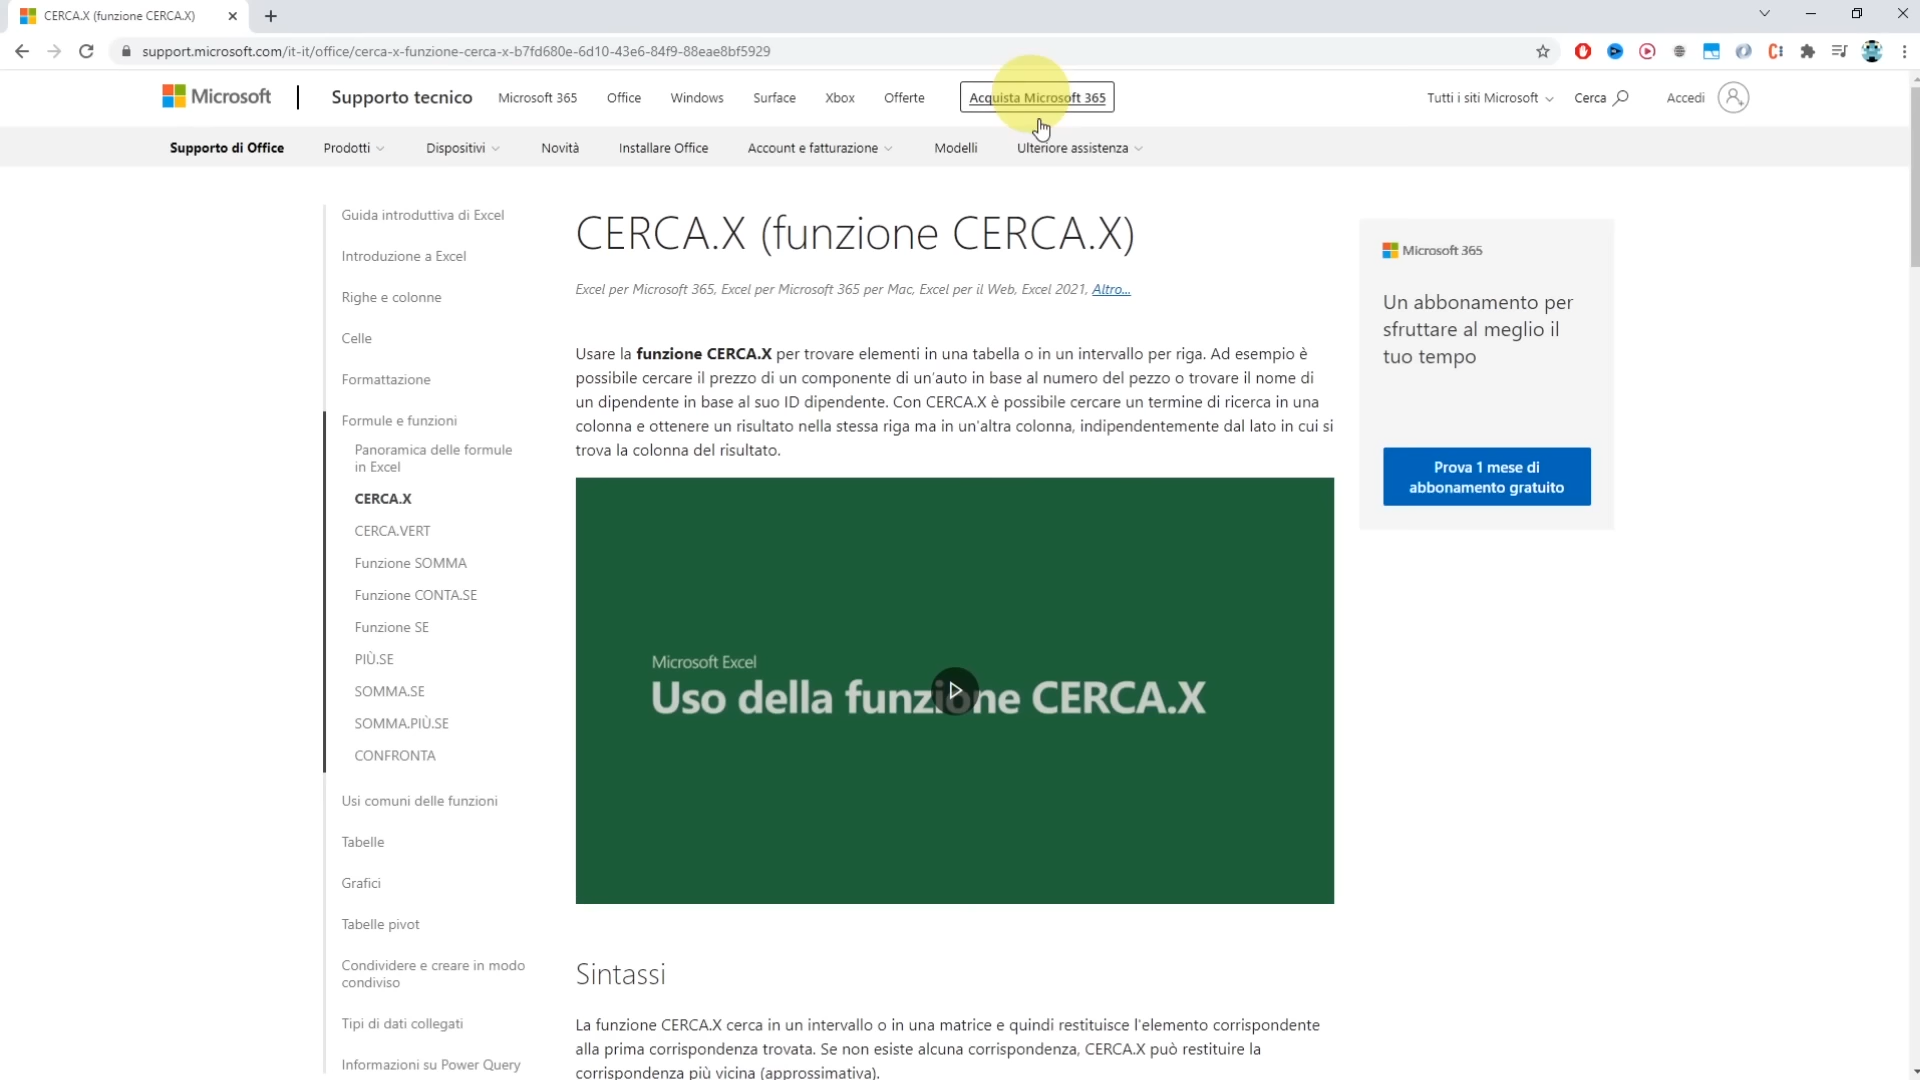 CERCA.X (funzione CERCA.X)
support.microsoft.com/it-it/office/cerca-x-funzione-cerca-x-b7fd680e-6d10-43e6-84f9-88eae8bf5929
Microsoft
Supporto tecnico
Microsoft 365
Office
Windows
Surface
Xbox
Offerte
Acquista Microsoft 365
Tutti i siti Microsoft
Cerca
Accedi
Supporto di Office
Prodotti
Dispositivi
Novità
Installare Office
Account e fatturazione
Modelli
Ulteriore assistenza
Guida introduttiva di Excel
Introduzione a Excel
Righe e colonne
Celle
Formattazione
Formule e funzioni
Panoramica delle formule
in Excel
CERCA.X
CERCA.VERT
Funzione SOMMA
Funzione CONTA.SE
Funzione SE
PIÙ.SE
SOMMA.SE
SOMMA.PIÙ.SE
CONFRONTA
Usi comuni delle funzioni
Tabelle
Grafici
Tabelle pivot
Condividere e creare in modo
condiviso
Tipi di dati collegati
Informazioni su Power Query
CERCA.X (funzione CERCA.X)
Excel per Microsoft 365, Excel per Microsoft 365 per Mac, Excel per il Web, Excel 2021, Altro...
Usare la funzione CERCA.X per trovare elementi in una tabella o in un intervallo per riga. Ad esempio è
possibile cercare il prezzo di un componente di un'auto in base al numero del pezzo o trovare il nome di
un dipendente in base al suo ID dipendente. Con CERCA.X è possibile cercare un termine di ricerca in una
colonna e ottenere un risultato nella stessa riga ma in un'altra colonna, indipendentemente dal lato in cui si
trova la colonna del risultato.
Microsoft Excel
Uso della funzione CERCA.X
Sintassi
La funzione CERCA.X cerca in un intervallo o in una matrice e quindi restituisce l'elemento corrispondente
alla prima corrispondenza trovata. Se non esiste alcuna corrispondenza, CERCA.X può restituire la
corrispondenza più vicina (approssimativa).
Microsoft 365
Un abbonamento per
sfruttare al meglio il
tuo tempo
Prova 1 mese di
abbonamento gratuito